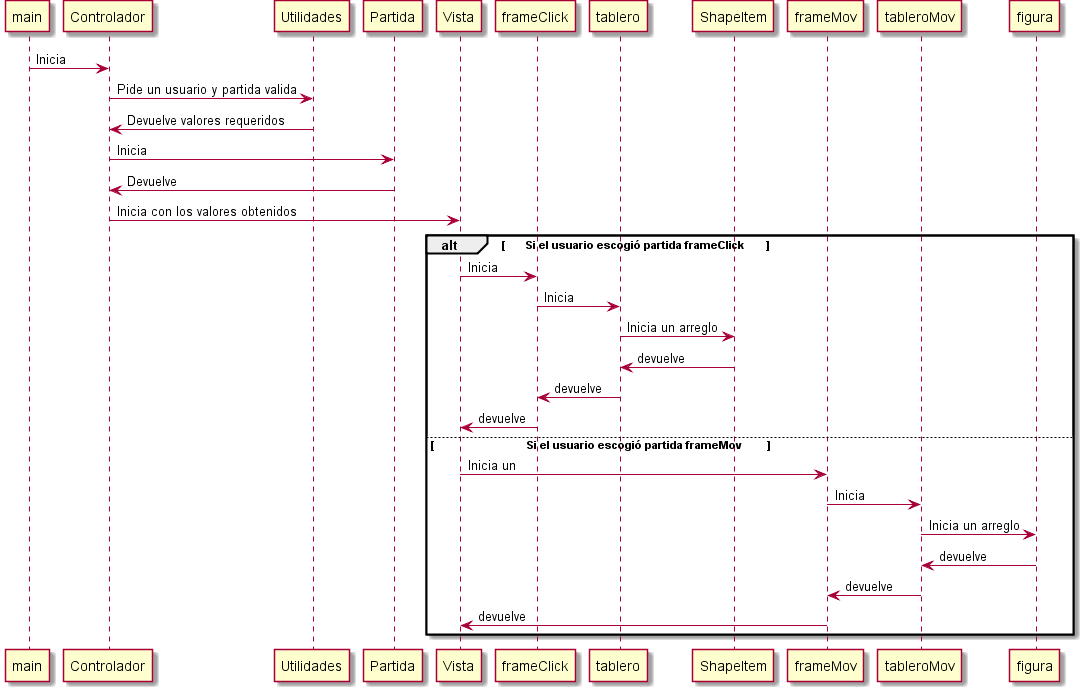 main Controlador Utilidades Partida Vista frameClick tablero ShapeItem frameMov tableroMov figura
Inicia
Pide un usuario y partida valida
Devuelve valores requeridos
Inicia
Devuelve
Inicia con los valores obtenidos
alt [ Si el usuario escogió partida frameClick ]
Inicia
Inicia
Inicia un arreglo
devuelve
devuelve
devuelve
[ Si el usuario escogió partida frameMov ]
Inicia un
Inicia
Inicia un arreglo
devuelve
devuelve
devuelve
main Controlador Utilidades Partida Vista frameClick tablero ShapeItem frameMov tableroMov figura